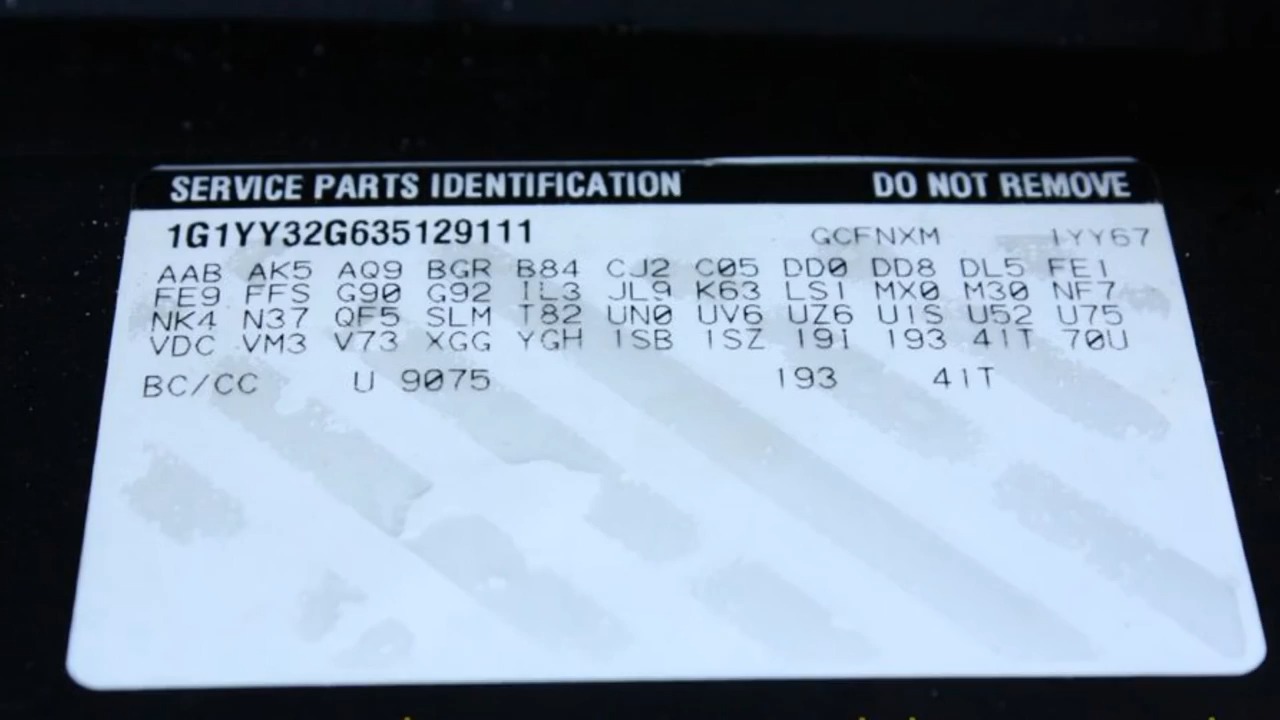 SERVICE PARTS IDENTIFICATION DO NOT REMOVE
1G1YY32G635129111 GCFNXM 1YY67
AAB AK5 AQ9 BGR B84 CJ2 C05 DD0 DD8 DL5 FE1
FE9 FFS G90 G92 IL3 JL9 K63 LS1 MX0 M30 NF7
NK4 N37 QF5 SLM T82 UN0 UV6 UZ6 U1S U52 U75
VDC VM3 V73 XGG YGH 1SB 1SZ 19I 193 41T 70U
BC/CC U 9075 193 41T